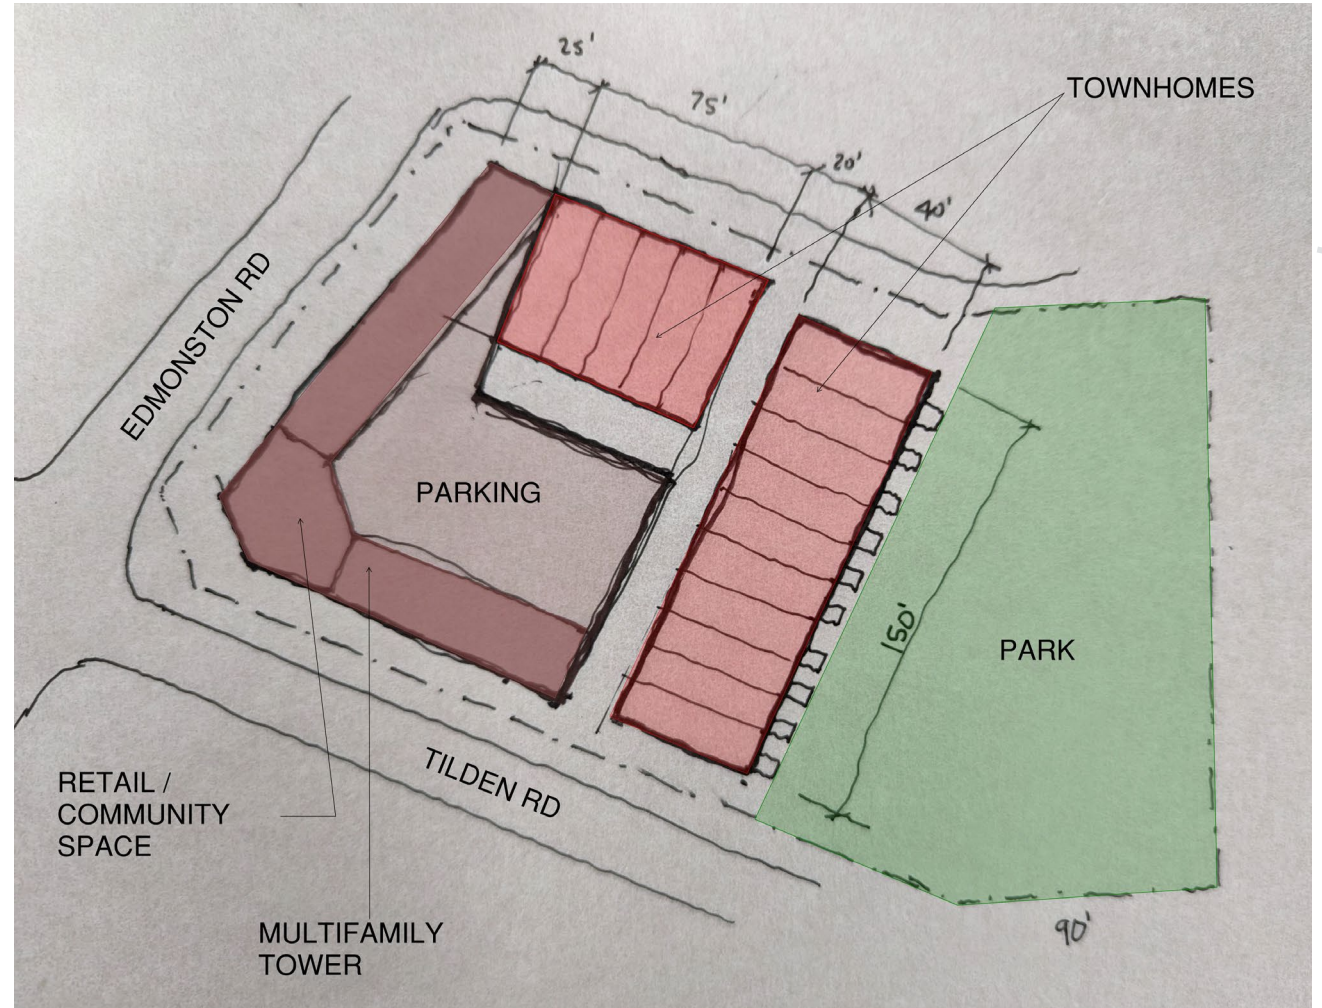 25'
75'
TOWNHOMES
20'
40'
EDMONSTON RD
PARKING
150'
PARK
TILDEN RD
RETAIL /
COMMUNITY
SPACE
MULTIFAMILY
TOWER
90'